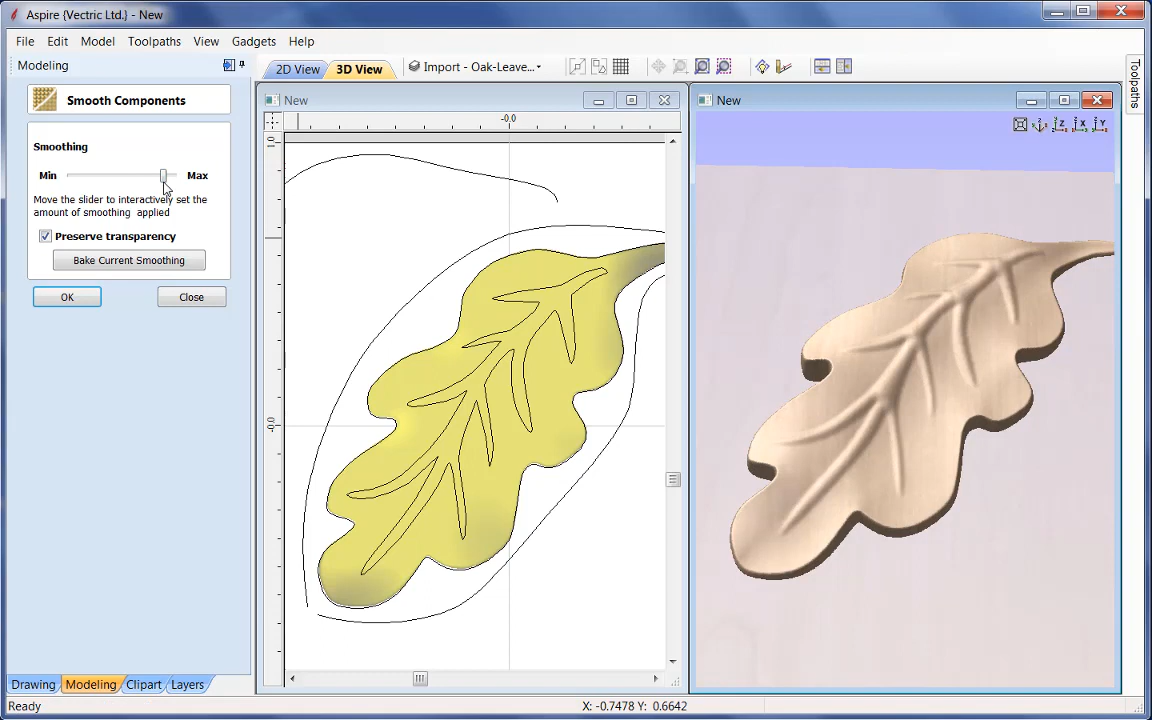 Aspire {Vectric Ltd.} - New
File Edit Model Toolpaths View Gadgets Help
Modeling
2D View 3D View Import - Oak-Leave...
Toolpaths
Smooth Components
New
New
-0.0
Smoothing
Min Max
Move the slider to interactively set the
amount of smoothing applied
Preserve transparency
Bake Current Smoothing
OK Close
-0.0
Drawing Modeling Clipart Layers
Ready
X: -0.7478 Y: 0.6642